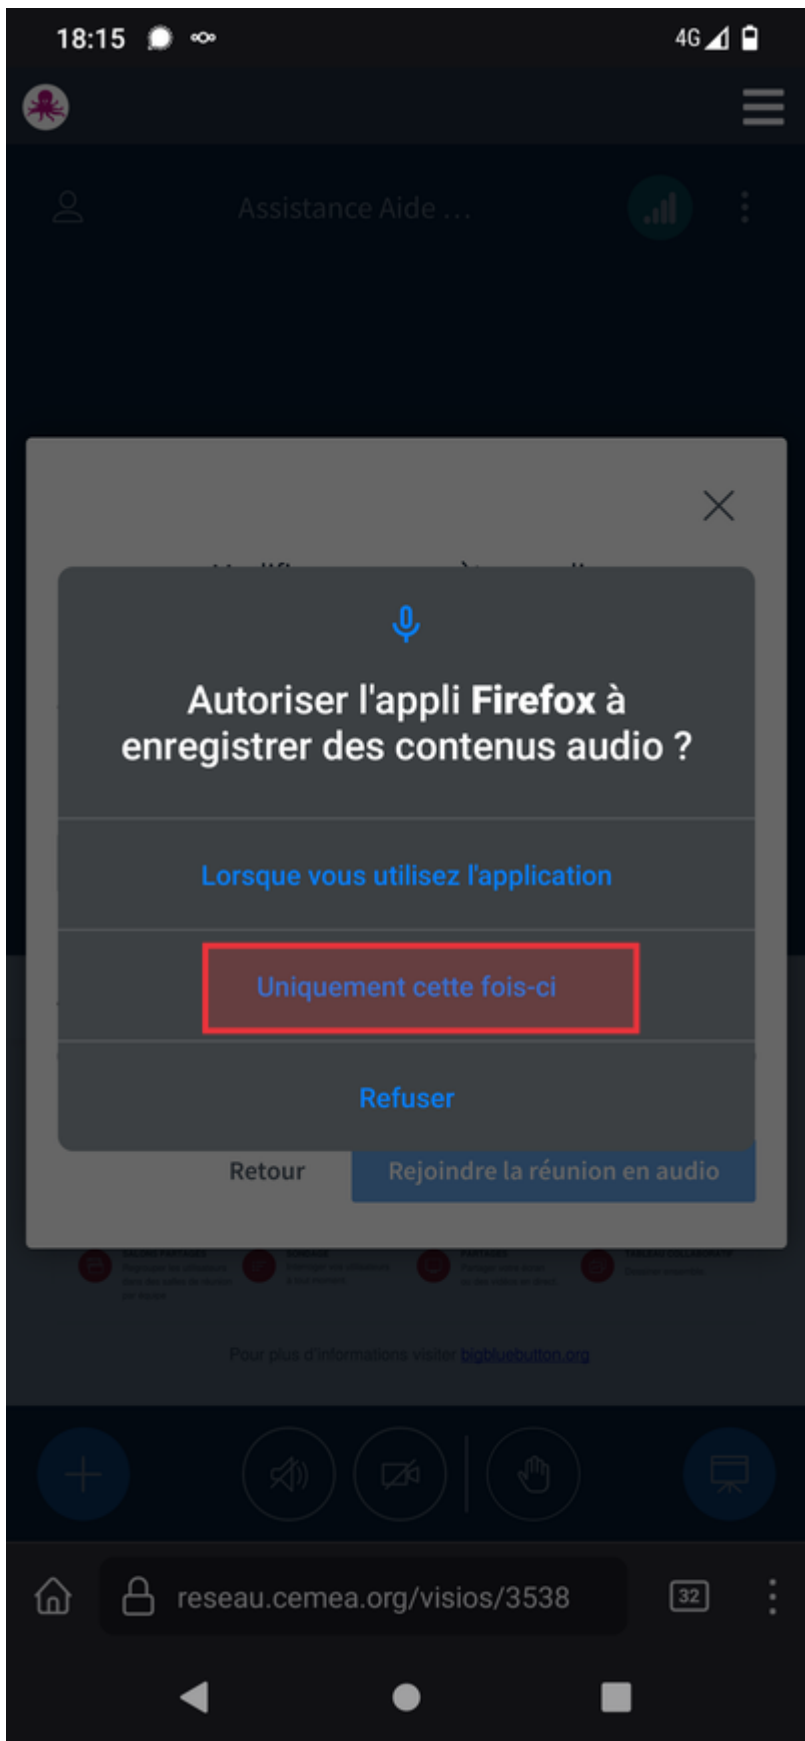 18:15
4G
Assistance Aide ...
Autoriser l'appli Firefox à
enregistrer des contenus audio ?
Lorsque vous utilisez l'application
Uniquement cette fois-ci
Refuser
Retour
Rejoindre la réunion en audio
Pour plus d'informations visiter bigbluebutton.org
reseau.cemea.org/visios/3538
32